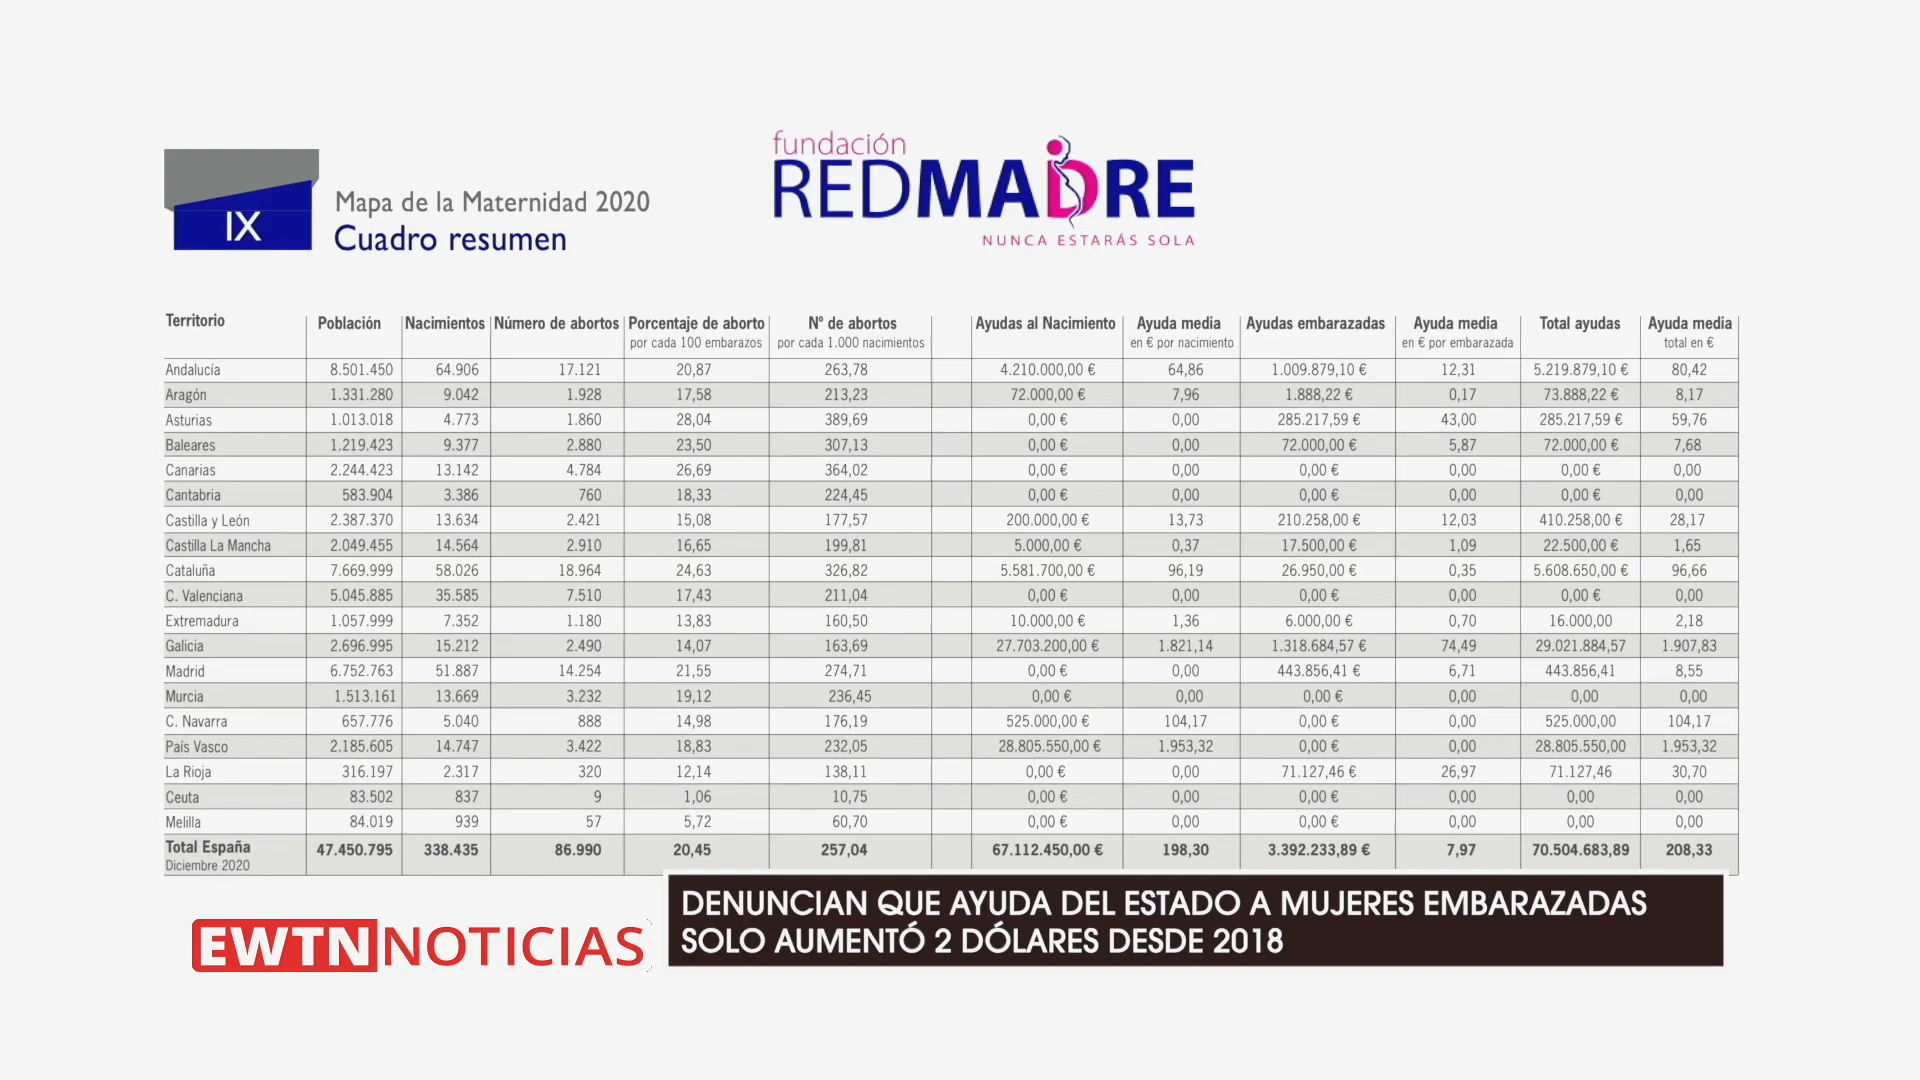 fundación
REDMADRE
NUNCA ESTARÁS SOLA
IX
Mapa de la Maternidad 2020
Cuadro resumen
Territorio Población Nacimientos Número de abortos Porcentaje de aborto Nº de abortos Ayudas al Nacimiento Ayuda media Ayudas embarazadas Ayuda media Total ayudas Ayuda media
por cada 100 embarazos por cada 1.000 nacimientos en € por nacimiento en € por embarazada total en €
Andalucía 8.501.450 64.906 17.121 20,87 263,78 4.210.000,00 € 64,86 1.009.879,10 € 12,31 5.219.879,10 € 80,42
Aragón 1.331.280 9.042 1.928 17,58 213,23 72.000,00 € 7,96 1.888,22 € 0,17 73.888,22 € 8,17
Asturias 1.013.018 4.773 1.860 28,04 389,69 0,00 € 0,00 285.217,59 € 43,00 285.217,59 € 59,76
Baleares 1.219.423 9.377 2.880 23,50 307,13 0,00 € 0,00 72.000,00 € 5,87 72.000,00 € 7,68
Canarias 2.244.423 13.142 4.784 26,69 364,02 0,00 € 0,00 0,00 € 0,00 0,00 € 0,00
Cantabria 583.904 3.386 760 18,33 224,45 0,00 € 0,00 0,00 € 0,00 0,00 € 0,00
Castilla y León 2.387.370 13.634 2.421 15,08 177,57 200.000,00 € 13,73 210.258,00 € 12,03 410.258,00 € 28,17
Castilla La Mancha 2.049.455 14.564 2.910 16,65 199,81 5.000,00 € 0,37 17.500,00 € 1,09 22.500,00 € 1,65
Cataluña 7.669.999 58.026 18.964 24,63 326,82 5.581.700,00 € 96,19 26.950,00 € 0,35 5.608.650,00 € 96,66
C. Valenciana 5.045.885 35.585 7.510 17,43 211,04 0,00 € 0,00 0,00 € 0,00 0,00 € 0,00
Extremadura 1.057.999 7.352 1.180 13,83 160,50 10.000,00 € 1,36 6.000,00 € 0,70 16.000,00 2,18
Galicia 2.696.995 15.212 2.490 14,07 163,69 27.703.200,00 € 1.821,14 1.318.684,57 € 74,49 29.021.884,57 1.907,83
Madrid 6.752.763 51.887 14.254 21,55 274,71 0,00 € 0,00 443.856,41 € 6,71 443.856,41 8,55
Murcia 1.513.161 13.669 3.232 19,12 236,45 0,00 € 0,00 0,00 € 0,00 0,00 0,00
C. Navarra 657.776 5.040 888 14,98 176,19 525.000,00 € 104,17 0,00 € 0,00 525.000,00 104,17
País Vasco 2.185.605 14.747 3.422 18,83 232,05 28.805.550,00 € 1.953,32 0,00 € 0,00 28.805.550,00 1.953,32
La Rioja 316.197 2.317 320 12,14 138,11 0,00 € 0,00 71.127,46 € 26,97 71.127,46 30,70
Ceuta 83.502 837 9 1,06 10,75 0,00 € 0,00 0,00 € 0,00 0,00 0,00
Melilla 84.019 939 57 5,72 60,70 0,00 € 0,00 0,00 € 0,00 0,00 0,00
Total España 47.450.795 338.435 86.990 20,45 257,04 67.112.450,00 € 198,30 3.392.233,89 € 7,97 70.504.683,89 208,33
Diciembre 2020
DENUNCIAN QUE AYUDA DEL ESTADO A MUJERES EMBARAZADAS
SOLO AUMENTÓ 2 DÓLARES DESDE 2018
EWTN NOTICIAS